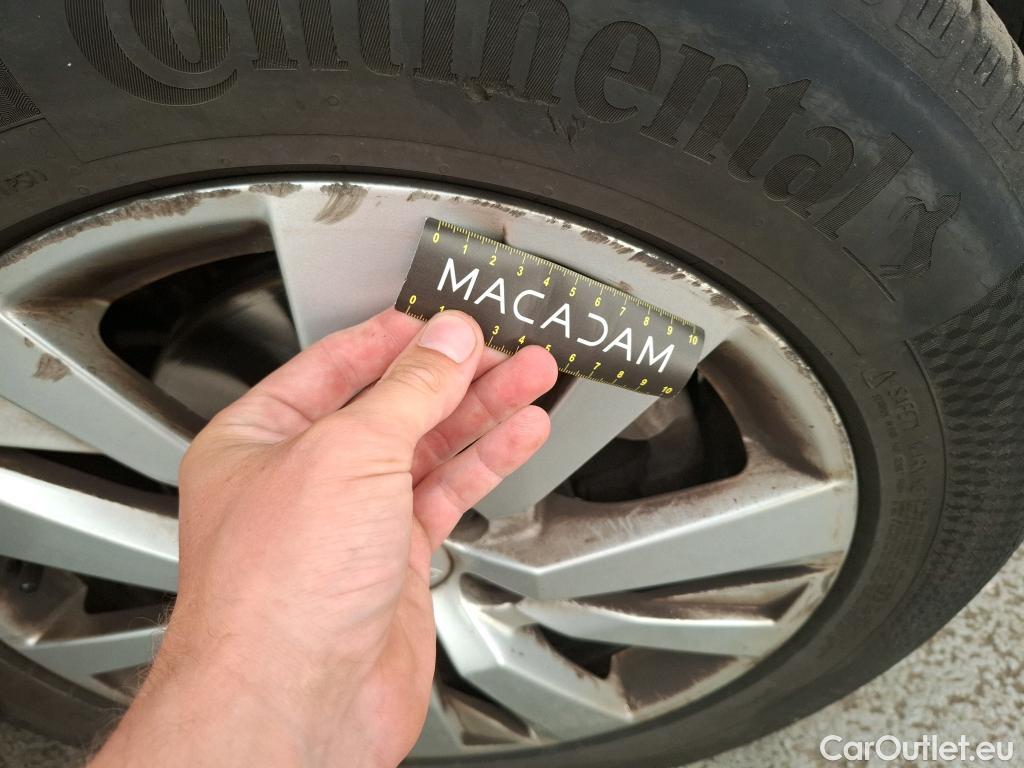 Continental
PSI)
0 1 2 3 4 5 6 7 8 9 10
MACADAM
0 1 3 4 5 6 7 8 9 10
CarOutlet.eu